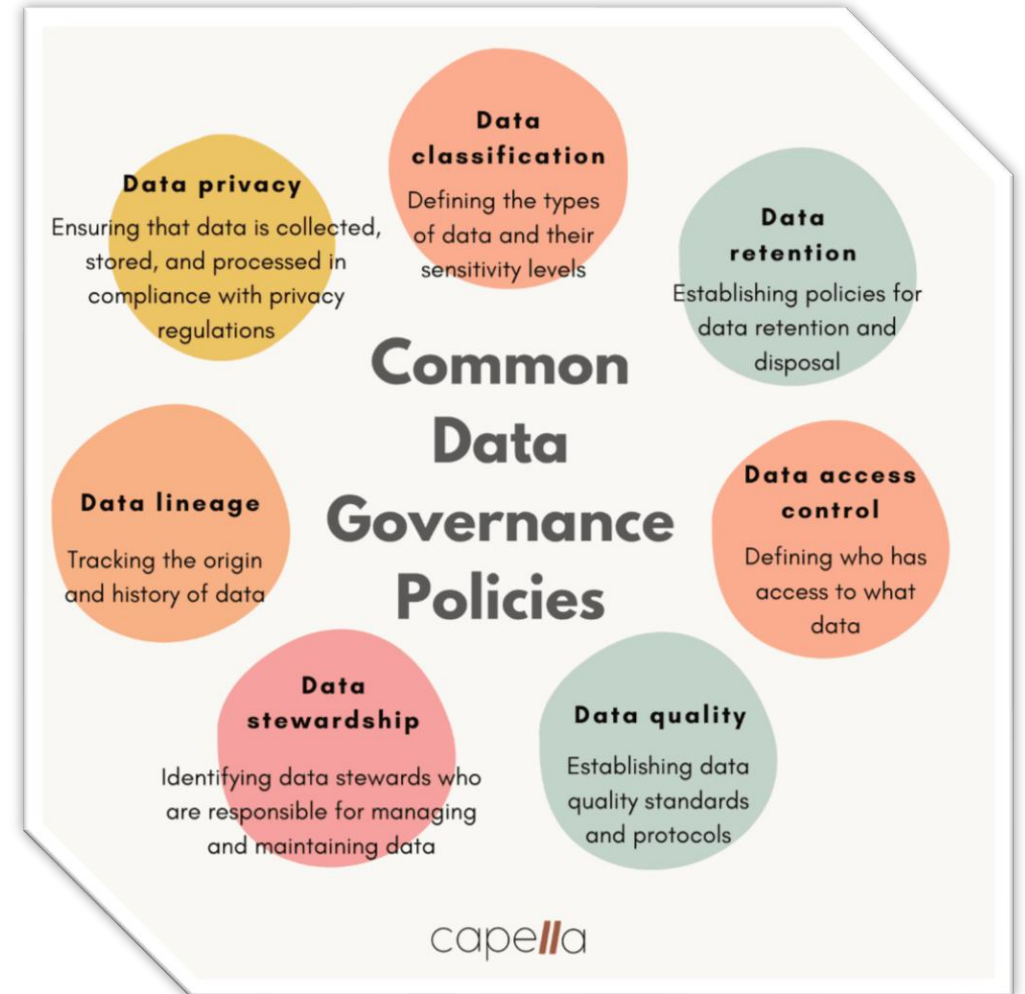 Data
classification
Defining the types
of data and their
sensitivity levels
Data privacy
Ensuring that data is collected,
stored, and processed in
compliance with privacy
regulations
Data
retention
Establishing policies for
data retention and
disposal
Common
Data
Governance
Policies
Data lineage
Tracking the origin
and history of data
Data access
control
Defining who has
access to what
data
Data
stewardship
Identifying data stewards who
are responsible for managing
and maintaining data
Data quality
Establishing data
quality standards
and protocols
capella